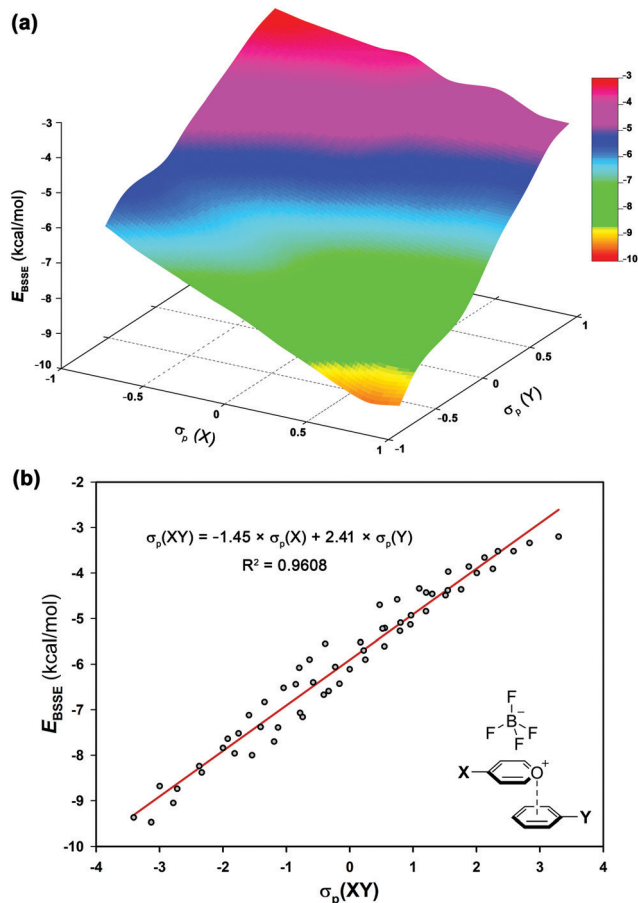 (a)
E_BSSE (kcal/mol)
-3
-4
-5
-6
-7
-8
-9
-10
-1
-0.5
0
0.5
1
σ_p (X)
-1
-0.5
0
0.5
1
σ_p (Y)
-3
-4
-5
-6
-7
-8
-9
-10
(b)
E_BSSE (kcal/mol)
-2
-3
-4
-5
-6
-7
-8
-9
-10
σ_p(XY) = -1.45 × σ_p(X) + 2.41 × σ_p(Y)
R² = 0.9608
F
B−
F F
F
X O+
Y
-4 -3 -2 -1 0 1 2 3 4
σ_p(XY)